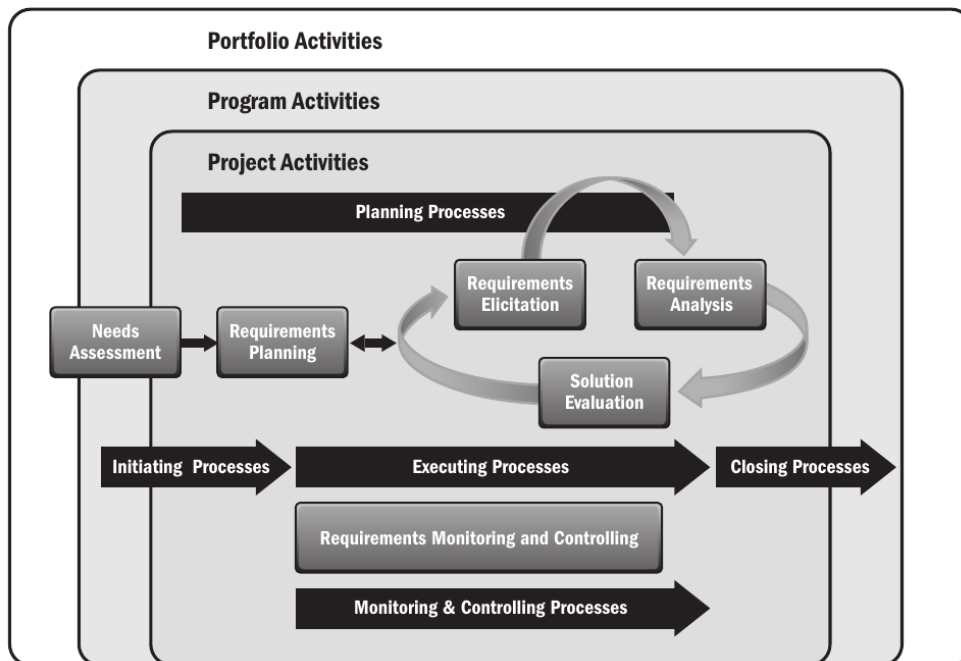 Portfolio Activities
Program Activities
Project Activities
Planning Processes
Requirements
Elicitation
Requirements
Analysis
Needs
Assessment
Requirements
Planning
Solution
Evaluation
Initiating Processes
Executing Processes
Closing Processes
Requirements Monitoring and Controlling
Monitoring & Controlling Processes